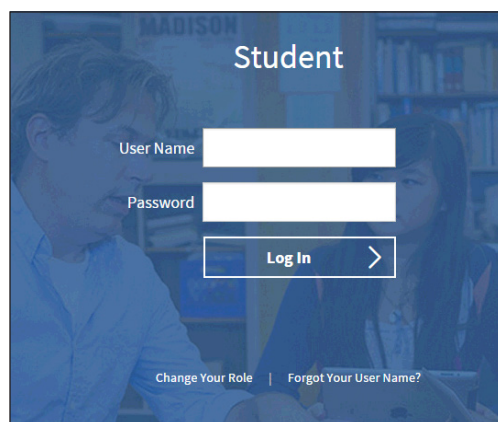 MADISON
Student
User Name
Password
Log In
Change Your Role | Forgot Your User Name?